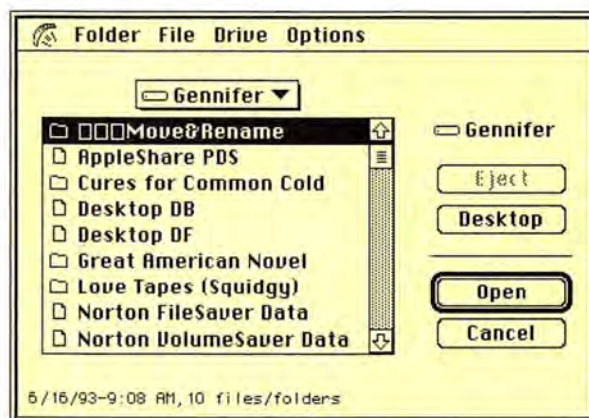 Folder File Drive Options
Gennifer
□□□Move&Rename
AppleShare PDS
Cures for Common Cold
Desktop DB
Desktop DF
Great American Novel
Love Tapes (Squidgy)
Norton FileSaver Data
Norton VolumeSaver Data
Gennifer
Eject
Desktop
Open
Cancel
6/16/93-9:08 AM, 10 files/folders